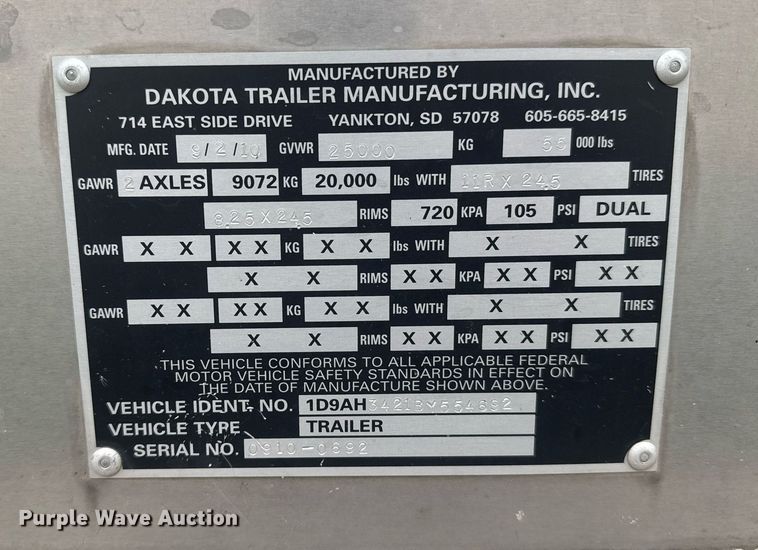 MANUFACTURED BY
DAKOTA TRAILER MANUFACTURING, INC.
714 EAST SIDE DRIVE YANKTON, SD 57078 605-665-8415
MFG. DATE 9/2/10 GVWR 25000 KG 55 000 lbs
GAWR 2 AXLES 9072 KG 20,000 lbs WITH 11R X 24.5 TIRES
8.25 X 24.5 RIMS 720 KPA 105 PSI DUAL
GAWR X X X X KG X X lbs WITH X X TIRES
X X RIMS X X KPA X X PSI X X
GAWR X X X X KG X X lbs WITH X X TIRES
X X RIMS X X KPA X X PSI X X
THIS VEHICLE CONFORMS TO ALL APPLICABLE FEDERAL
MOTOR VEHICLE SAFETY STANDARDS IN EFFECT ON
THE DATE OF MANUFACTURE SHOWN ABOVE.
VEHICLE IDENT. NO.
VEHICLE TYPE TRAILER
SERIAL NO. 0910-0692
Purple Wave Auction